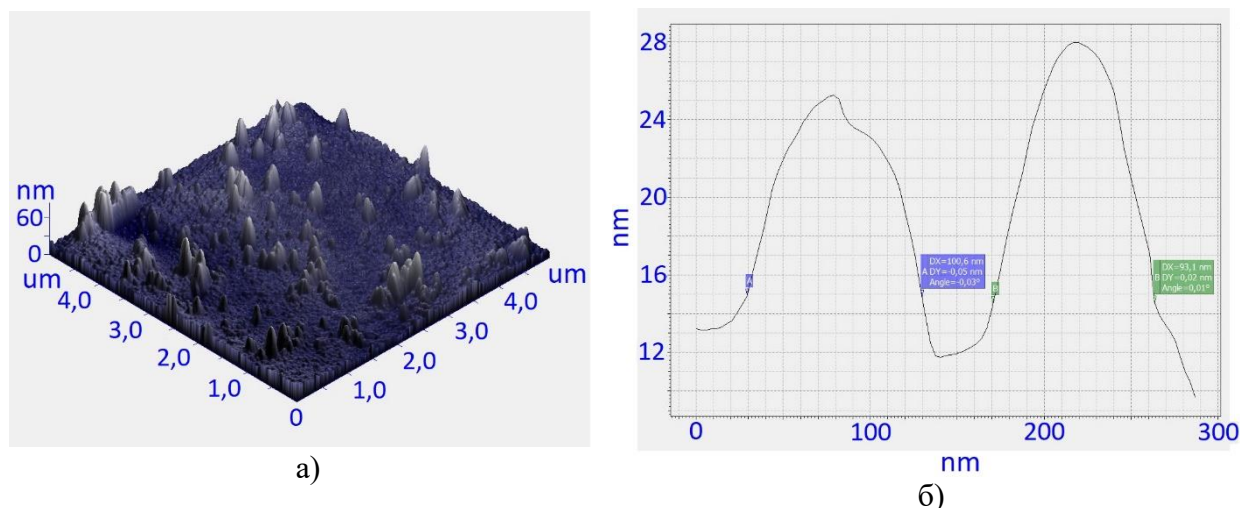 nm
60
0
um
4,0
3,0
2,0
1,0
0
1,0
2,0
3,0
4,0
um
а)
28
24
20
16
12
nm
A
DX=100,6 nm
A DY=-0,05 nm
Angle=-0,03°
B
DX=93,1 nm
B DY=0,02 nm
Angle=0,01°
0
100
200
300
nm
б)